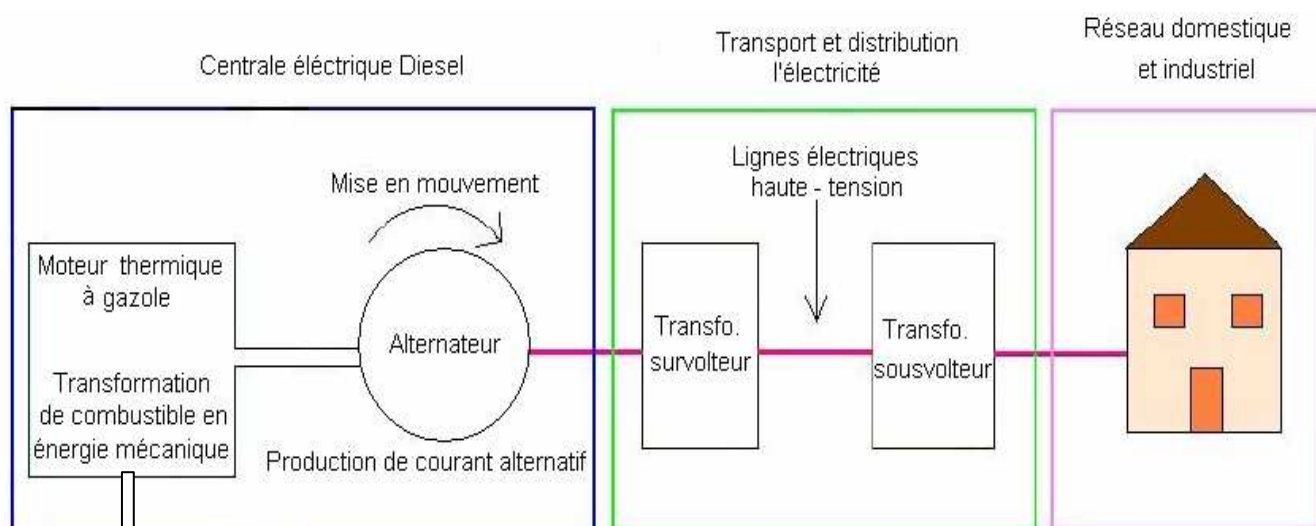 Centrale éléctrique Diesel
Transport et distribution
l'électricité
Réseau domestique
et industriel
Mise en mouvement
Lignes électriques
haute - tension
Moteur thermique
à gazole
Transformation
de combustible en
énergie mécanique
Alternateur
Production de courant alternatif
Transfo.
survolteur
Transfo.
sousvolteur